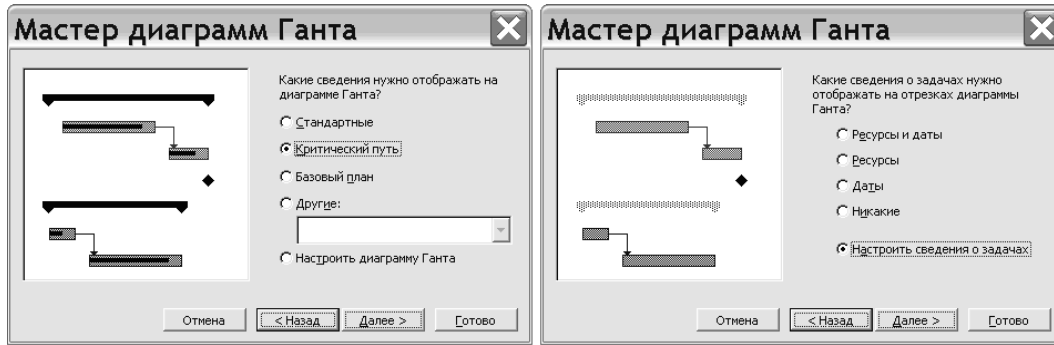 Мастер диаграмм Ганта
Какие сведения нужно отображать на
диаграмме Ганта?
Стандартные
Критический путь
Базовый план
Другие:
Настроить диаграмму Ганта
Отмена
< Назад
Далее >
Готово
Мастер диаграмм Ганта
Какие сведения о задачах нужно
отображать на отрезках диаграммы
Ганта?
Ресурсы и даты
Ресурсы
Даты
Никакие
Настроить сведения о задачах
Отмена
< Назад
Далее >
Готово